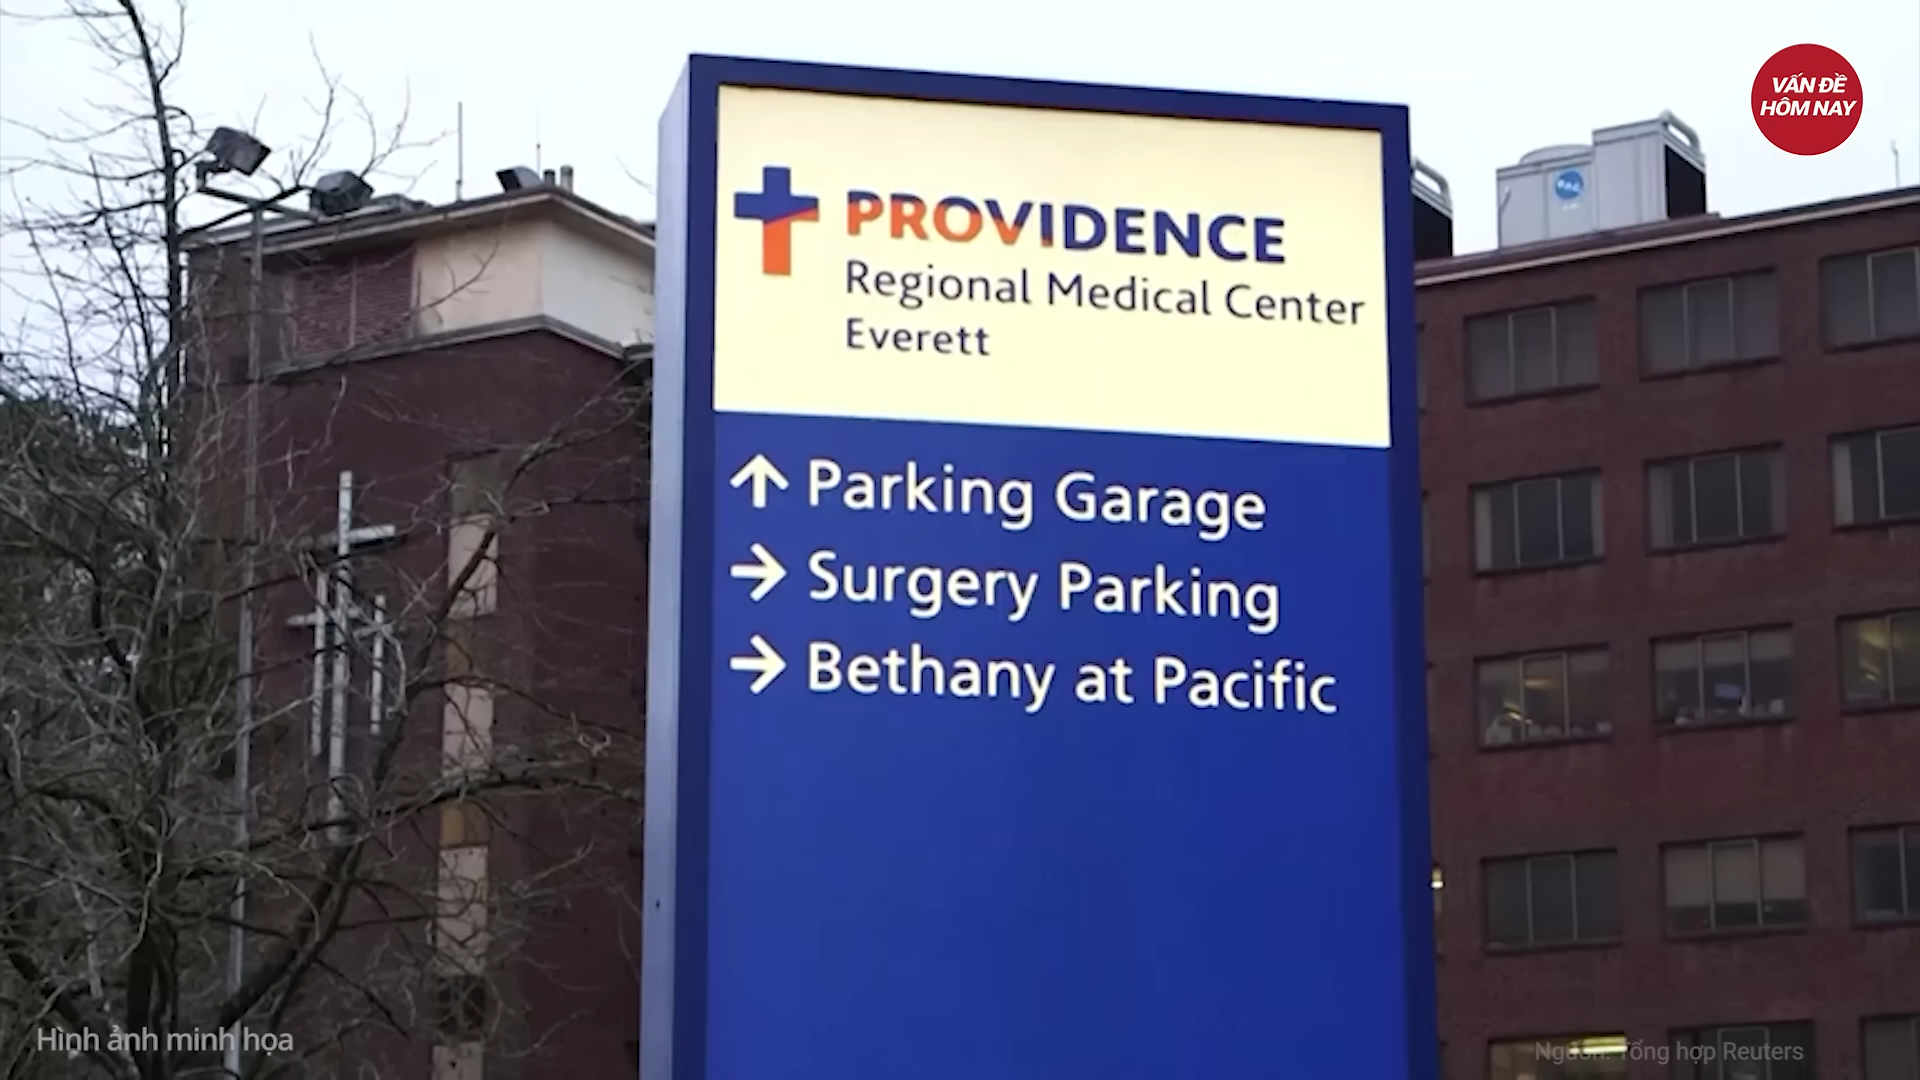 VẤN ĐỀ
HÔM NAY
PROVIDENCE
Regional Medical Center
Everett
↑ Parking Garage
→ Surgery Parking
→ Bethany at Pacific
Hình ảnh minh họa
Nguồn: Tổng hợp Reuters